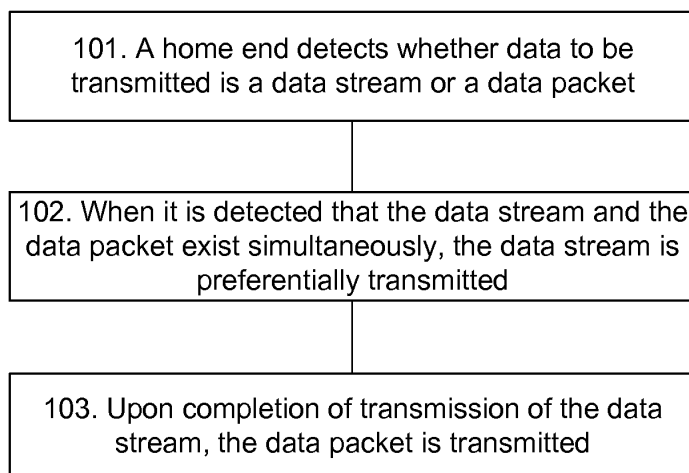 101. A home end detects whether data to be
transmitted is a data stream or a data packet
102. When it is detected that the data stream and the
data packet exist simultaneously, the data stream is
preferentially transmitted
103. Upon completion of transmission of the data
stream, the data packet is transmitted